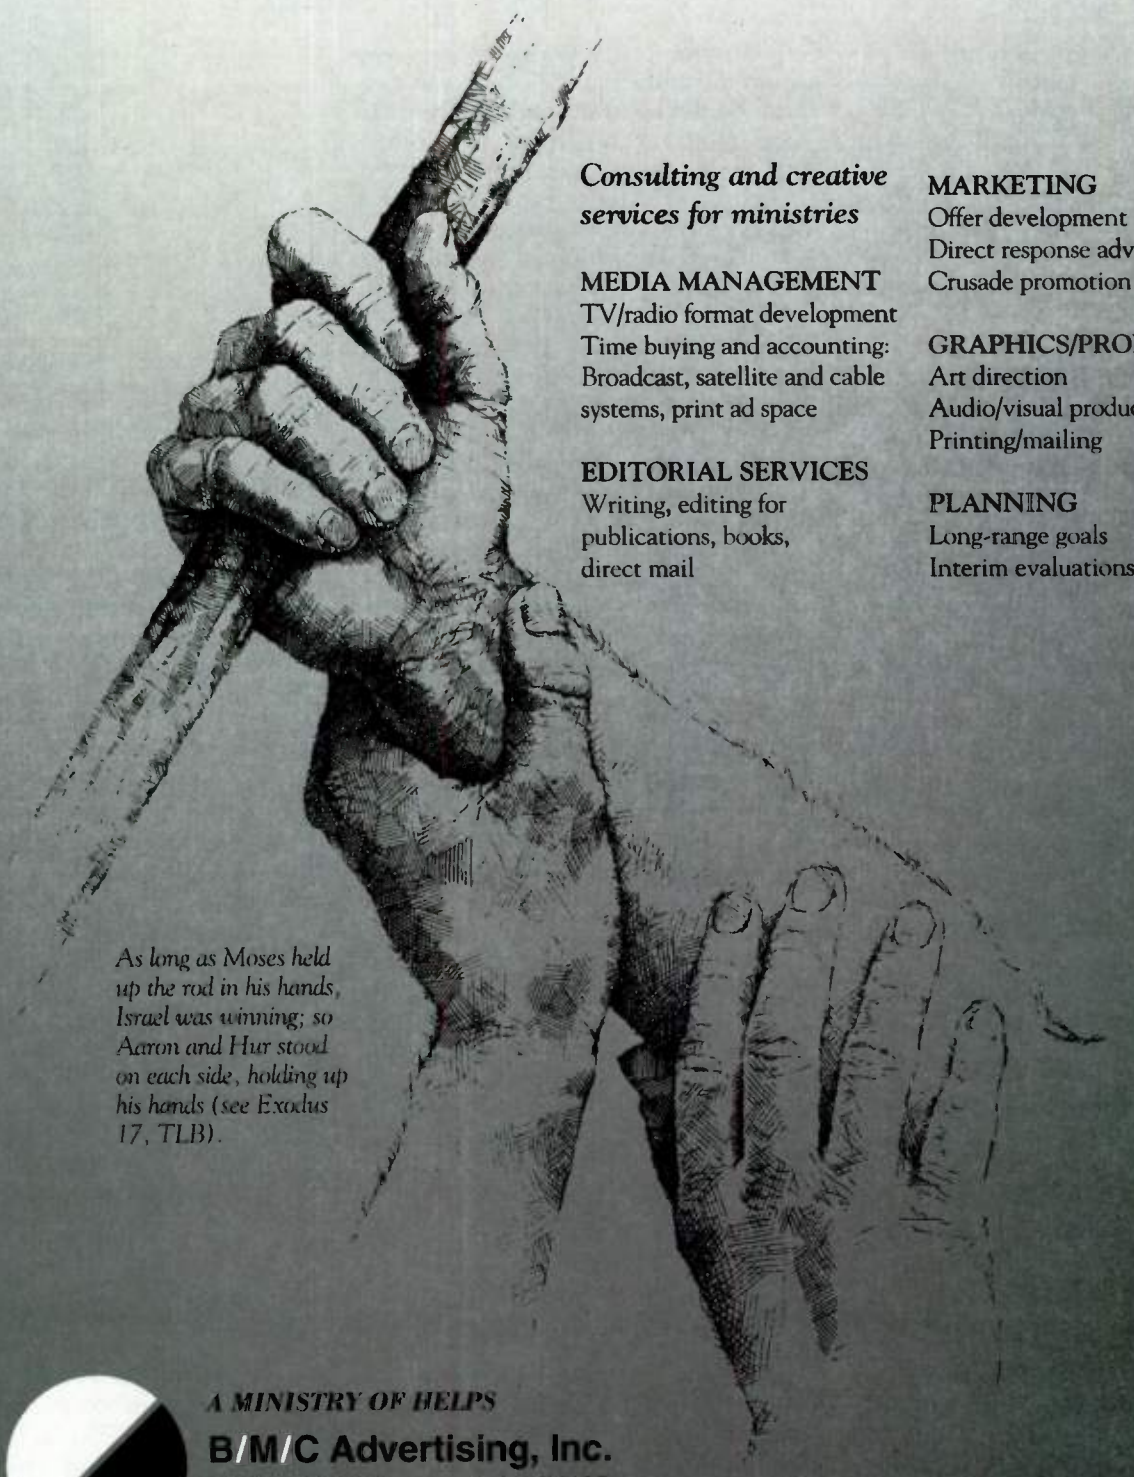 Consulting and creative
services for ministries
MEDIA MANAGEMENT
TV/radio format development
Time buying and accounting:
Broadcast, satellite and cable
systems, print ad space
EDITORIAL SERVICES
Writing, editing for
publications, books,
direct mail
MARKETING
Offer development
Direct response
Crusade promotion
Art direction
Audio/visual
Printing/mailing
PLANNING
Long-range goals
Interim evaluations
As long as Moses held
up the rod in his hands,
Israel was winning; so
Aaron and Hur stood
on each side, holding up
his hands (see Exodus
17, TLB).
A MINISTRY OF HELPS
B/M/C Advertising, Inc.